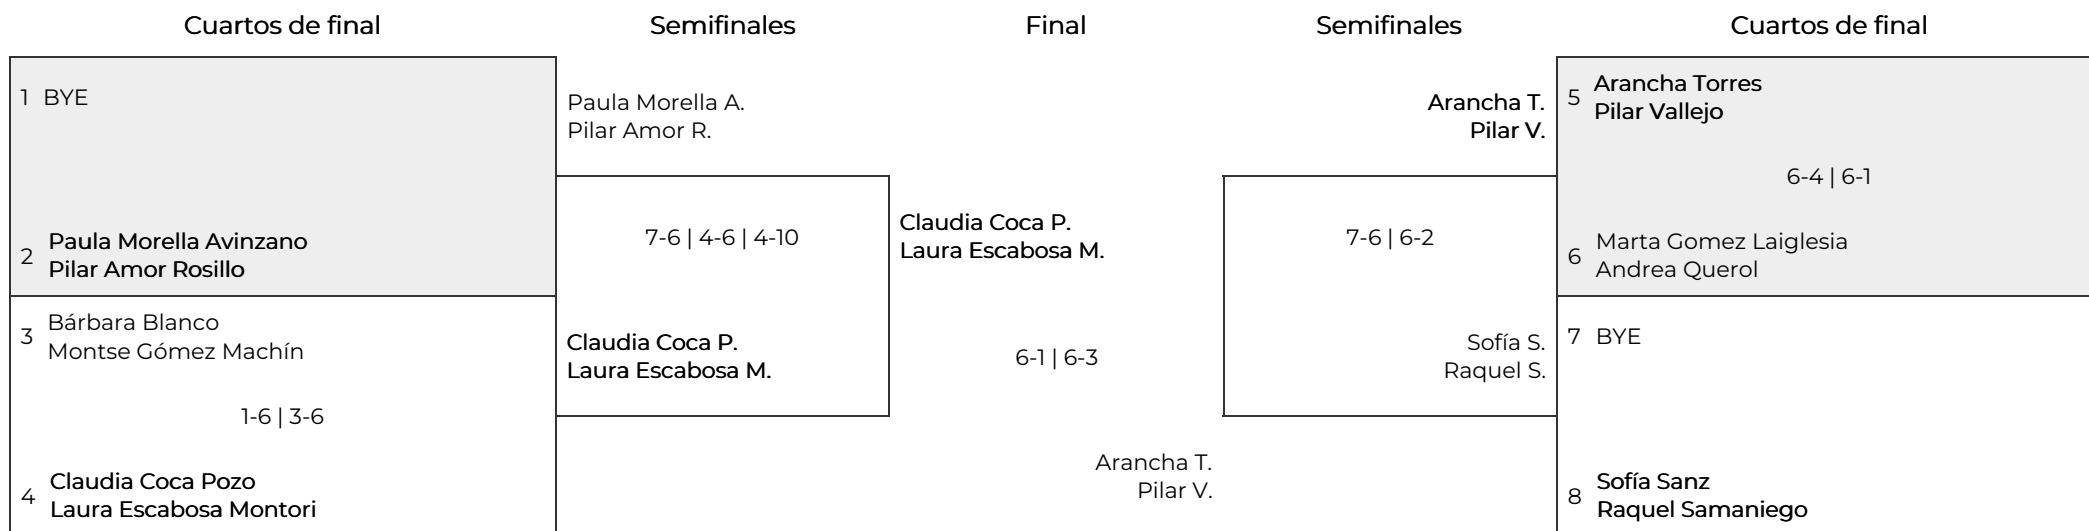 Cuartos de final
Semifinales
Final
Semifinales
Cuartos de final
1 BYE
2 Paula Morella Avinzano
Pilar Amor Rosillo
3 Bárbara Blanco
Montse Gómez Machín
1-6 | 3-6
4 Claudia Coca Pozo
Laura Escabosa Montori
Paula Morella A.
Pilar Amor R.
7-6 | 4-6 | 4-10
Claudia Coca P.
Laura Escabosa M.
Claudia Coca P.
Laura Escabosa M.
6-1 | 6-3
Arancha T.
Pilar V.
Arancha T.
Pilar V.
7-6 | 6-2
Sofía S.
Raquel S.
5 Arancha Torres
Pilar Vallejo
6-4 | 6-1
6 Marta Gomez Laiglesia
Andrea Querol
7 BYE
8 Sofía Sanz
Raquel Samaniego